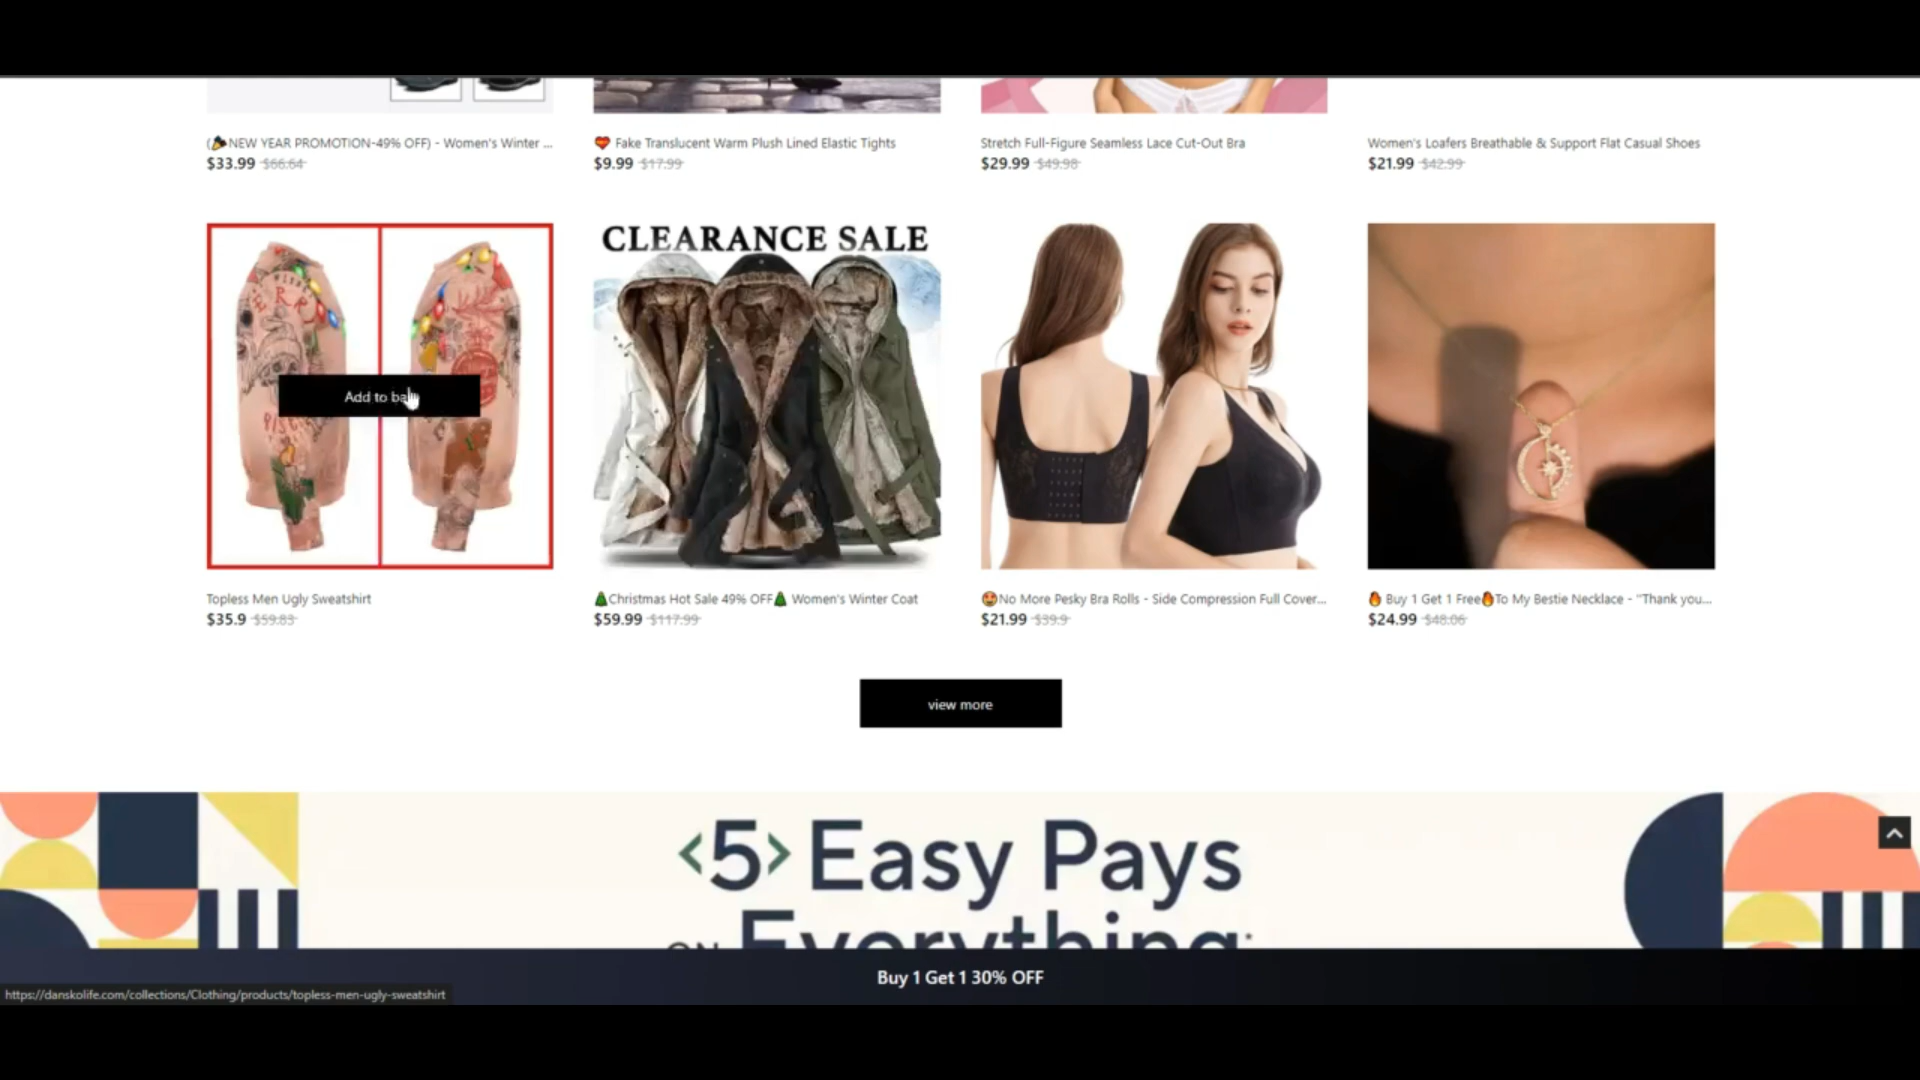 (NEW YEAR PROMOTION-49% OFF) - Women's Winter ...
$33.99 $66.64
Fake Translucent Warm Plush Lined Elastic Tights
$9.99 $17.99
Stretch Full-Figure Seamless Lace Cut-Out Bra
$29.99 $49.98
Women's Loafers Breathable & Support Flat Casual Shoes
$21.99 $42.99
Add to
CLEARANCE SALE
Topless Men Ugly Sweatshirt
$35.9 $59.83
🎄Christmas Hot Sale 49% OFF🎄 Women's Winter Coat
$59.99 $117.99
🤩No More Pesky Bra Rolls - Side Compression Full Cover...
$21.99 $39.9
🔥 Buy 1 Get 1 Free🔥To My Bestie Necklace - "Thank you...
$24.99 $48.06
view more
<5> Easy Pays
ON Everything*
Buy 1 Get 1 30% OFF
https://danskolife.com/collections/Clothing/products/topless-men-ugly-sweatshirt